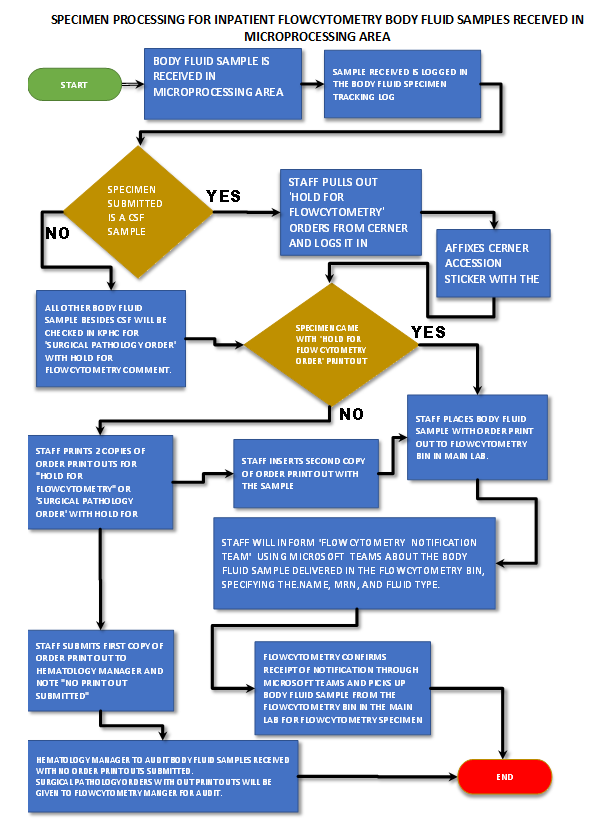 SPECIMEN PROCESSING FOR INPATIENT FLOWCYTOMETRY BODY FLUID SAMPLES RECEIVED IN
MICROPROCESSING AREA
START
BODY FLUID SAMPLE IS
RECEIVED IN
MICROPROCESSING AREA
SAMPLE RECEIVED IS LOGGED IN
THE BODY FLUID SPECIMEN
TRACKING LOG
SPECIMEN
SUBMITTED
IS A CSF
SAMPLE
YES
NO
STAFF PULLS OUT
'HOLD FOR
FLOWCYTOMETRY'
ORDERS FROM CERNER
AND LOGS IT IN
AFFIXES CERNER
ACCESSION
STICKER WITH THE
ALL OTHER BODY FLUID
SAMPLE BESIDES CSF WILL BE
CHECKED IN KPHC FOR
'SURGICAL PATHOLOGY ORDER'
WITH HOLD FOR
FLOWCYTOMETRY COMMENT.
SPECIMEN CAME
WITH 'HOLD FOR
FLOWCYTOMETRY
ORDER' PRINTOUT
YES
NO
STAFF PLACES BODY FLUID
SAMPLE WITH ORDER PRINT
OUT TO FLOWCYTOMETRY
BIN IN MAIN LAB.
STAFF PRINTS 2 COPIES OF
ORDER PRINTOUTS FOR
"HOLD FOR
FLOWCYTOMETRY" OR
'SURGICAL PATHOLOGY
ORDER' WITH HOLD FOR
STAFF INSERTS SECOND COPY
OF ORDER PRINTOUT WITH
THE SAMPLE
STAFF WILL INFORM 'FLOWCYTOMETRY NOTIFICATION
TEAM' USING MICROSOFT TEAMS ABOUT THE BODY
FLUID SAMPLE DELIVERED IN THE FLOWCYTOMETRY BIN,
SPECIFYING THE.NAME, MRN, AND FLUID TYPE.
STAFF SUBMITS FIRST COPY OF
ORDER PRINTOUT TO
HEMATOLOGY MANAGER AND
NOTE "NO PRINTOUT
SUBMITTED"
FLOWCYTOMETRY CONFIRMS
RECEIPT OF NOTIFICATION THROUGH
MICROSOFT TEAMS AND PICKS UP
BODY FLUID SAMPLE FROM THE
FLOWCYTOMETRY BIN IN THE MAIN
LAB FOR FLOWCYTOMETRY SPECIMEN
HEMATOLOGY MANAGER TO AUDIT BODY FLUID SAMPLES RECEIVED
WITH NO ORDER PRINTOUTS SUBMITTED.
SURGICAL PATHOLOGY ORDERS WITH OUT PRINTOUTS WILL BE
GIVEN TO FLOWCYTOMETRY MANGER FOR AUDIT.
END